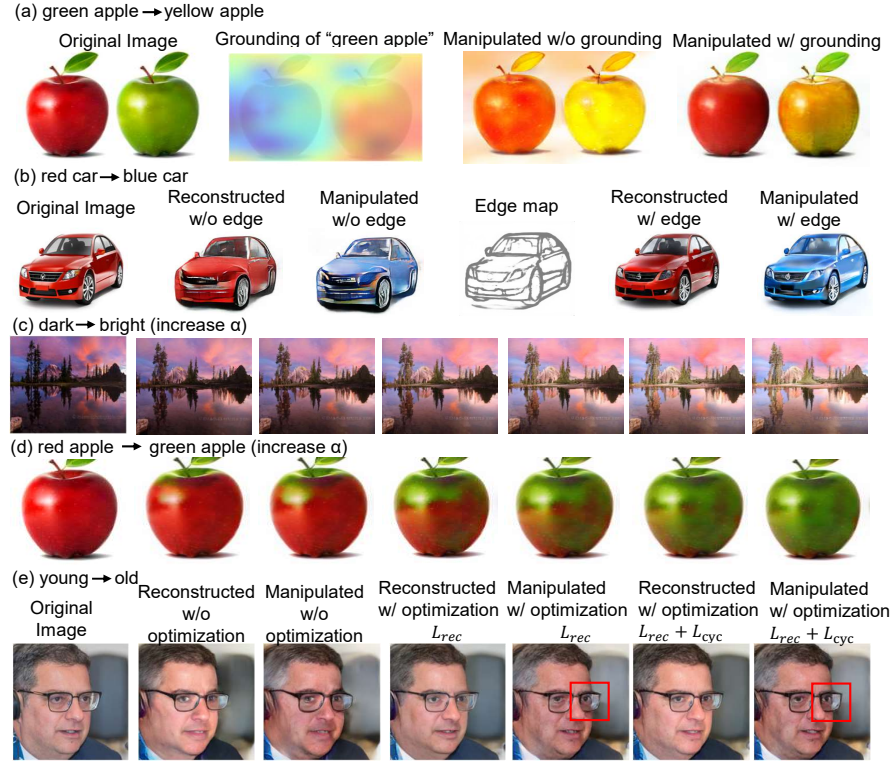 (a) green apple → yellow apple
Original Image
Grounding of “green apple”
Manipulated w/o grounding
Manipulated w/ grounding
(b) red car → blue car
Original Image
Reconstructed
w/o edge
Manipulated
w/o edge
Edge map
Reconstructed
w/ edge
Manipulated
w/ edge
(c) dark → bright (increase α)
(d) red apple → green apple (increase α)
(e) young → old
Original
Image
Reconstructed
w/o
optimization
Manipulated
w/o
optimization
Reconstructed
w/ optimization
L_rec
Manipulated
w/ optimization
L_rec
Reconstructed
w/ optimization
L_rec + L_cyc
Manipulated
w/ optimization
L_rec + L_cyc